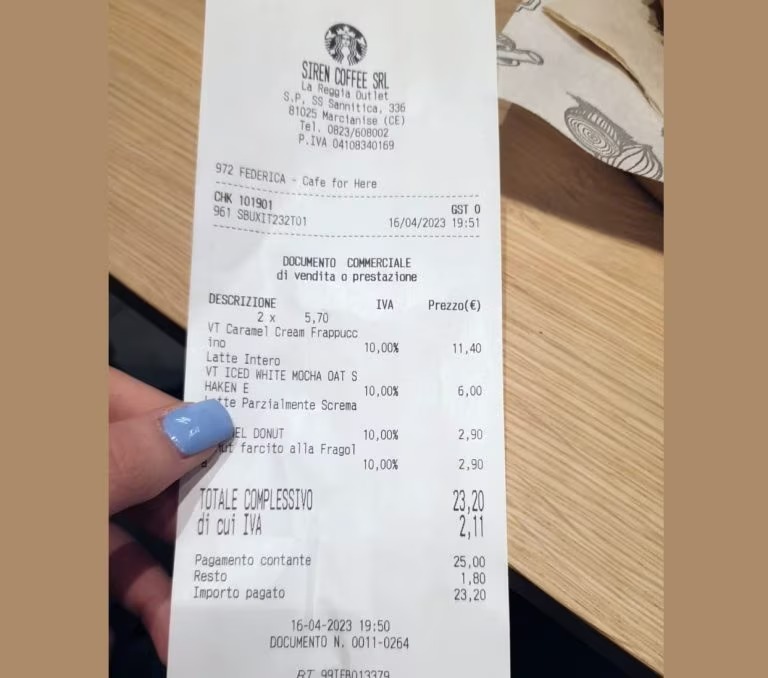 SIREN COFFEE SRL
La Reggia Outlet
S.P. SS Sannitica, 336
81025 Marcianise (CE)
Tel. 0823/608002
P.IVA 04108340169
972 FEDERICA - Cafe for Here
CHK 101901 GST 0
961 SBUXIT232T01 16/04/2023 19:51
DOCUMENTO COMMERCIALE
di vendita o prestazione
DESCRIZIONE IVA Prezzo(€)
2 x 5,70
VT Caramel Cream Frappucc
ino 10,00% 11,40
Latte Intero
VT ICED WHITE MOCHA OAT S
HAKEN E 10,00% 6,00
Parzialmente Screma
DONUT 10,00% 2,90
farcito alla Fragol
a 10,00% 2,90
TOTALE COMPLESSIVO 23,20
di cui IVA 2,11
Pagamento contante 25,00
Resto 1,80
Importo pagato 23,20
16-04-2023 19:50
DOCUMENTO N. 0011-0264
RT